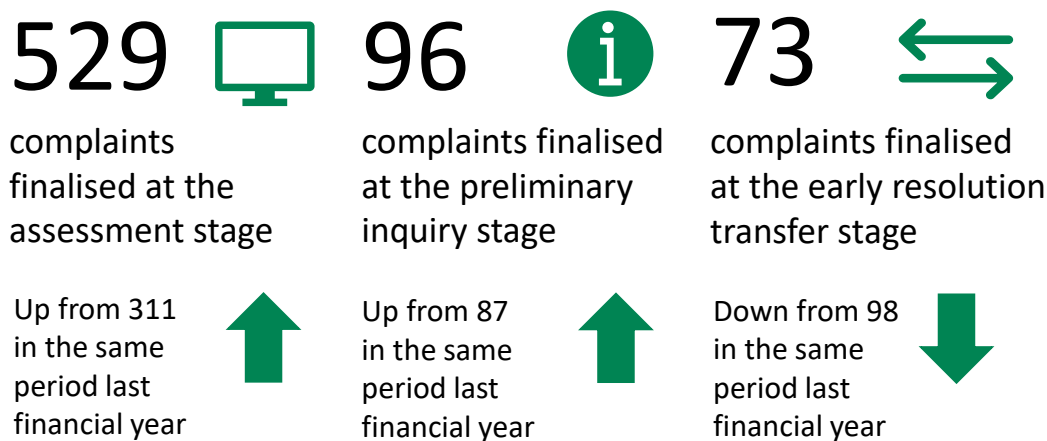 529
complaints
finalised at the
assessment stage
Up from 311
in the same
period last
financial year
96
complaints finalised
at the preliminary
inquiry stage
Up from 87
in the same
period last
financial year
73
complaints finalised
at the early resolution
transfer stage
Down from 98
in the same
period last
financial year